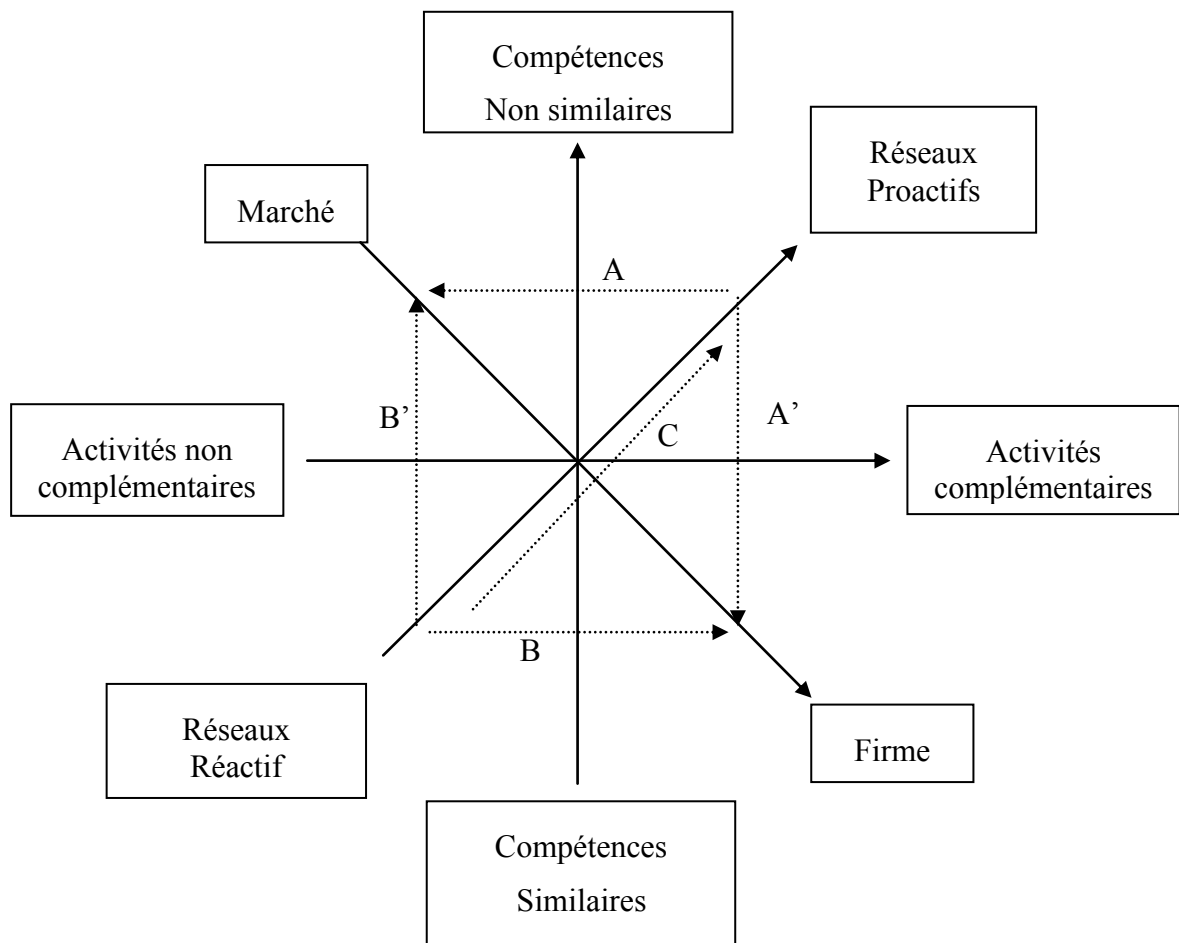 Compétences
Non similaires
Réseaux
Proactifs
Marché
A
B’
A’
C
Activités non
complémentaires
Activités
complémentaires
B
Réseaux
Réactif
Firme
Compétences
Similaires